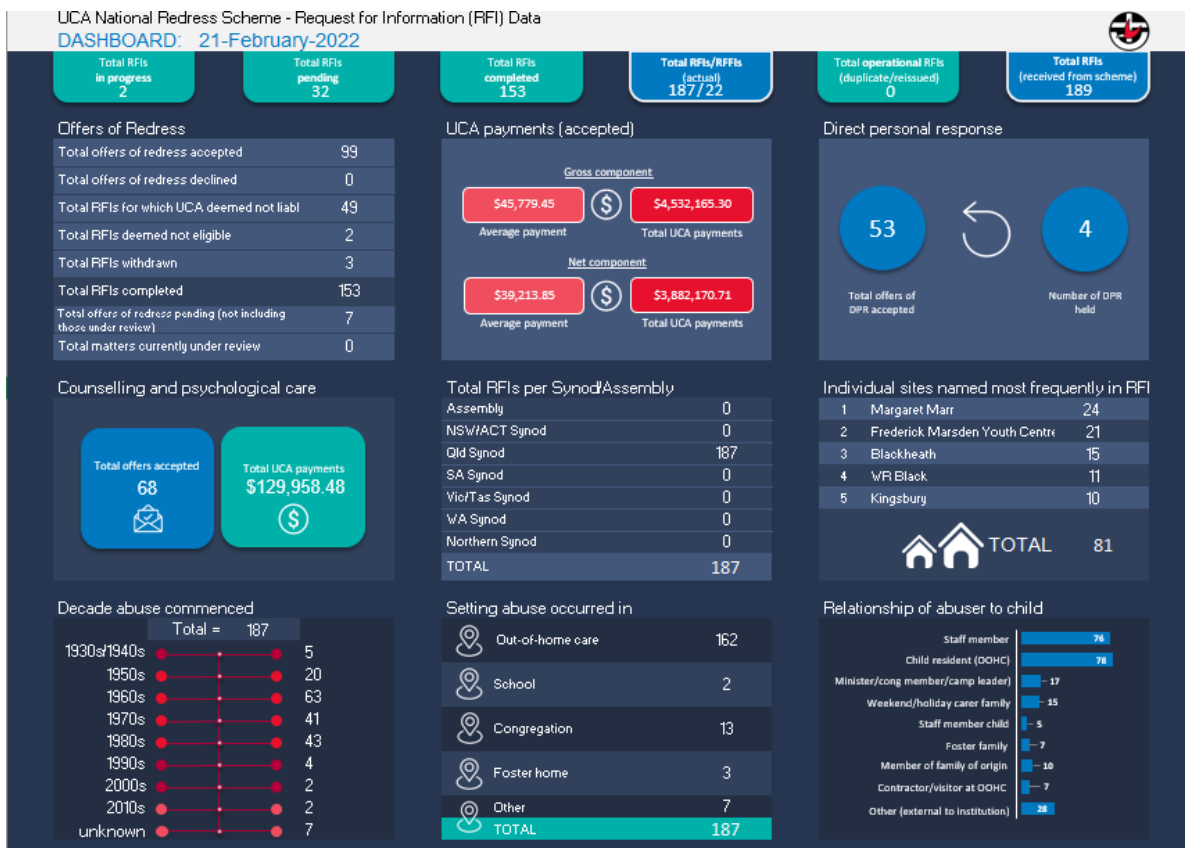 UCA National Redress Scheme - Request for Information (RFI) Data
DASHBOARD: 21-February-2022
Total RFIs
in progress
2
Total RFIs
pending
32
Total RFIs
completed
153
Total RFIs/RFFIs
(actual)
187/22
Total operational RFIs
(duplicate/reissued)
0
Total RFIs
(received from scheme)
189
Offers of Redress
Total offers of redress accepted 99
Total offers of redress declined 0
Total RFIs for which UCA deemed not liabl 49
Total RFIs deemed not eligible 2
Total RFIs withdrawn 3
Total RFIs completed 153
Total offers of redress pending (not including
those under review) 7
Total matters currently under review 0
UCA payments (accepted)
Gross component
$45,779.45 $4,532,165.30
Average payment Total UCA payments
Net component
$39,213.85 $3,882,170.71
Average payment Total UCA payments
Direct personal response
53 4
Total offers of
DPR accepted
Number of DPR
held
Counselling and psychological care
Total offers accepted
68
Total UCA payments
$129,958.48
Total RFIs per Synod/Assembly
Assembly 0
NSW/ACT Synod 0
Qld Synod 187
SA Synod 0
Vic/Tas Synod 0
WA Synod 0
Northern Synod 0
TOTAL 187
Individual sites named most frequently in RFI
1 Margaret Marr 24
2 Frederick Marsden Youth Centre 21
3 Blackheath 15
4 WR Black 11
5 Kingsbury 10
TOTAL 81
Decade abuse commenced
Total = 187
1930s/1940s 5
1950s 20
1960s 63
1970s 41
1980s 43
1990s 4
2000s 2
2010s 2
unknown 7
Setting abuse occurred in
Out-of-home care 162
School 2
Congregation 13
Foster home 3
Other 7
TOTAL 187
Relationship of abuser to child
Staff member 76
Child resident (OOHC) 78
Minister/cong member/camp leader) 17
Weekend/holiday carer family 15
Staff member child 5
Foster family 7
Member of family of origin 10
Contractor/visitor at OOHC 7
Other (external to institution) 28